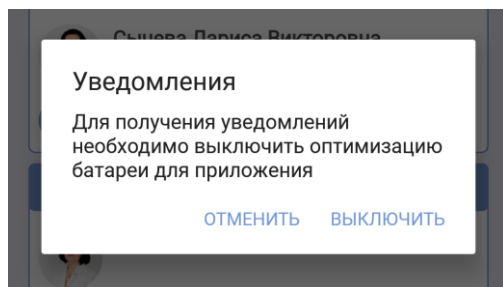 Сычева Лариса Викторовна
Уведомления
Для получения уведомлений
необходимо выключить оптимизацию
батареи для приложения
ОТМЕНИТЬ ВЫКЛЮЧИТЬ